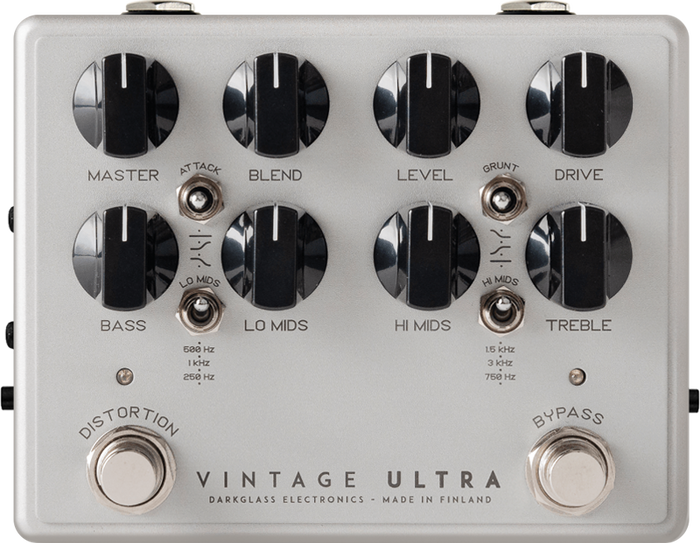 MASTER BLEND LEVEL DRIVE
ATTACK GRUNT
LO MIDS HI MIDS
BASS LO MIDS HI MIDS TREBLE
500 Hz 1.5 kHz
1 kHz 3 kHz
250 Hz 750 Hz
DISTORTION BYPASS
VINTAGE ULTRA
DARKGLASS ELECTRONICS - MADE IN FINLAND